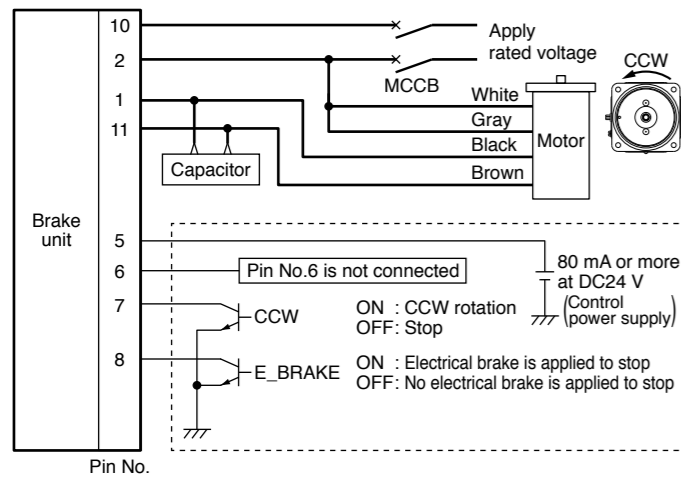 10
Apply
rated voltage
2
MCCB
CCW
1
White
Gray
11
Black
Motor
Capacitor
Brown
Brake
unit
5
80 mA or more
at DC24 V
(Control
power supply)
6
Pin No.6 is not connected
7
CCW
ON : CCW rotation
OFF: Stop
8
E_BRAKE
ON : Electrical brake is applied to stop
OFF: No electrical brake is applied to stop
Pin No.